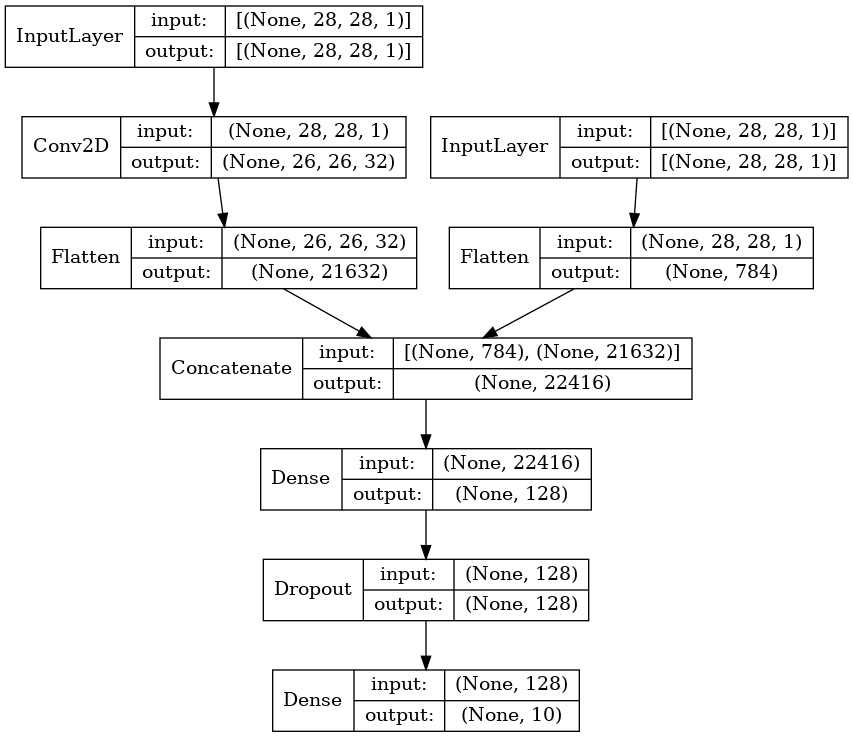 InputLayer input: [(None, 28, 28, 1)]
output: [(None, 28, 28, 1)]
Conv2D input: (None, 28, 28, 1)
output: (None, 26, 26, 32)
InputLayer input: [(None, 28, 28, 1)]
output: [(None, 28, 28, 1)]
Flatten input: (None, 26, 26, 32)
output: (None, 21632)
Flatten input: (None, 28, 28, 1)
output: (None, 784)
Concatenate input: [(None, 784), (None, 21632)]
output: (None, 22416)
Dense input: (None, 22416)
output: (None, 128)
Dropout input: (None, 128)
output: (None, 128)
Dense input: (None, 128)
output: (None, 10)